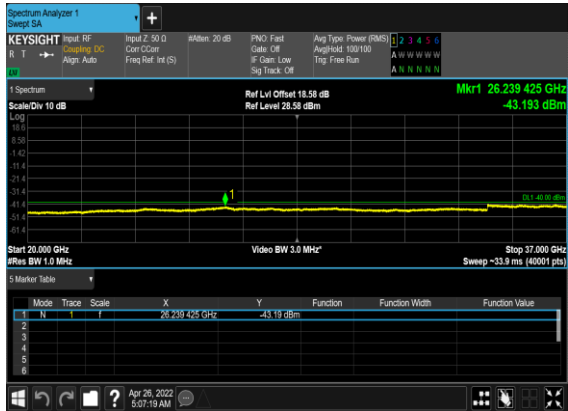 Spectrum Analyzer 1
Swept SA
KEYSIGHT Input: RF Input Z: 50 Ω #Atten: 20 dB PNO: Fast Avg Type: Power (RMS) 1 2 3 4 5 6
R T Coupling: DC Corr CCorr Gate: Off Avg|Hold: 100/100 A W W W W W
Align: Auto Freq Ref: Int (S) IF Gain: Low Trig: Free Run
LXI Sig Track: Off A N N N N N
1 Spectrum Ref Lvl Offset 18.58 dB Mkr1 26.239 425 GHz
Scale/Div 10 dB Ref Level 28.58 dBm -43.193 dBm
Log
18.6
8.58
-1.42
-11.4
-21.4
-31.4
1
DL1 -40.00 dBm
-41.4
-51.4
-61.4
Start 20.000 GHz Video BW 3.0 MHz* Stop 37.000 GHz
#Res BW 1.0 MHz Sweep ~33.9 ms (40001 pts)
5 Marker Table
Mode Trace Scale X Y Function Function Width Function Value
1 N 1 f 26.239 425 GHz -43.19 dBm
2
3
4
5
6
? Apr 26, 2022
5:07:19 AM